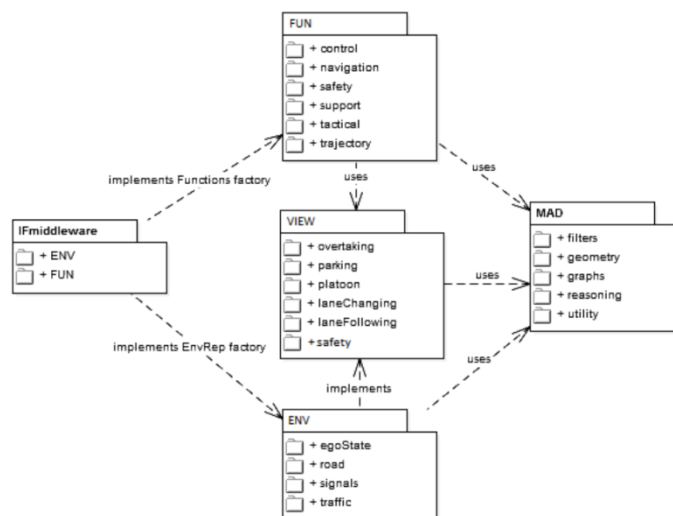 FUN
+ control
+ navigation
+ safety
+ support
+ tactical
+ trajectory
implements Functions factory
uses
uses
IFmiddleware
+ ENV
+ FUN
VIEW
+ overtaking
+ parking
+ platoon
+ laneChanging
+ laneFollowing
+safety
uses
MAD
+ filters
+ geometry
+ graphs
+ reasoning
+ utility
implements EnvRep factory
implements
uses
ENV
+ egoState
+ road
+ signals
+ traffic